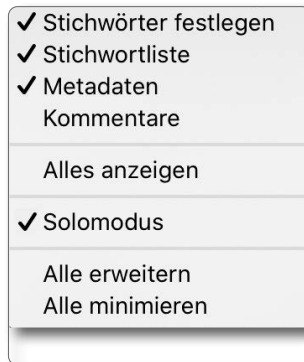 ✓ Stichwörter festlegen
✓ Stichwortliste
✓ Metadaten
Kommentare
Alles anzeigen
✓ Solomodus
Alle erweitern
Alle minimieren